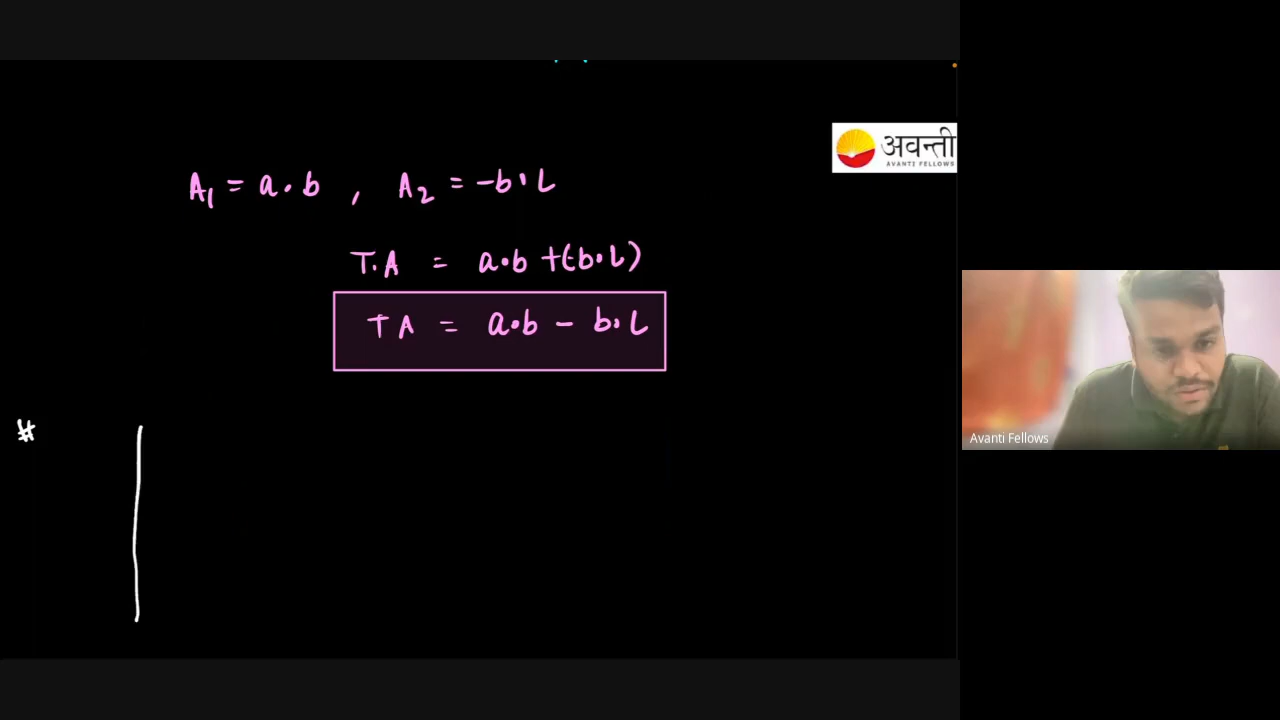 अवन्ती
AVANTI FELLOWS
A₁ = a·b , A₂ = -b·L
T.A = a·b +(-b·L)
TA = a·b - b·L
#
Avanti Fellows